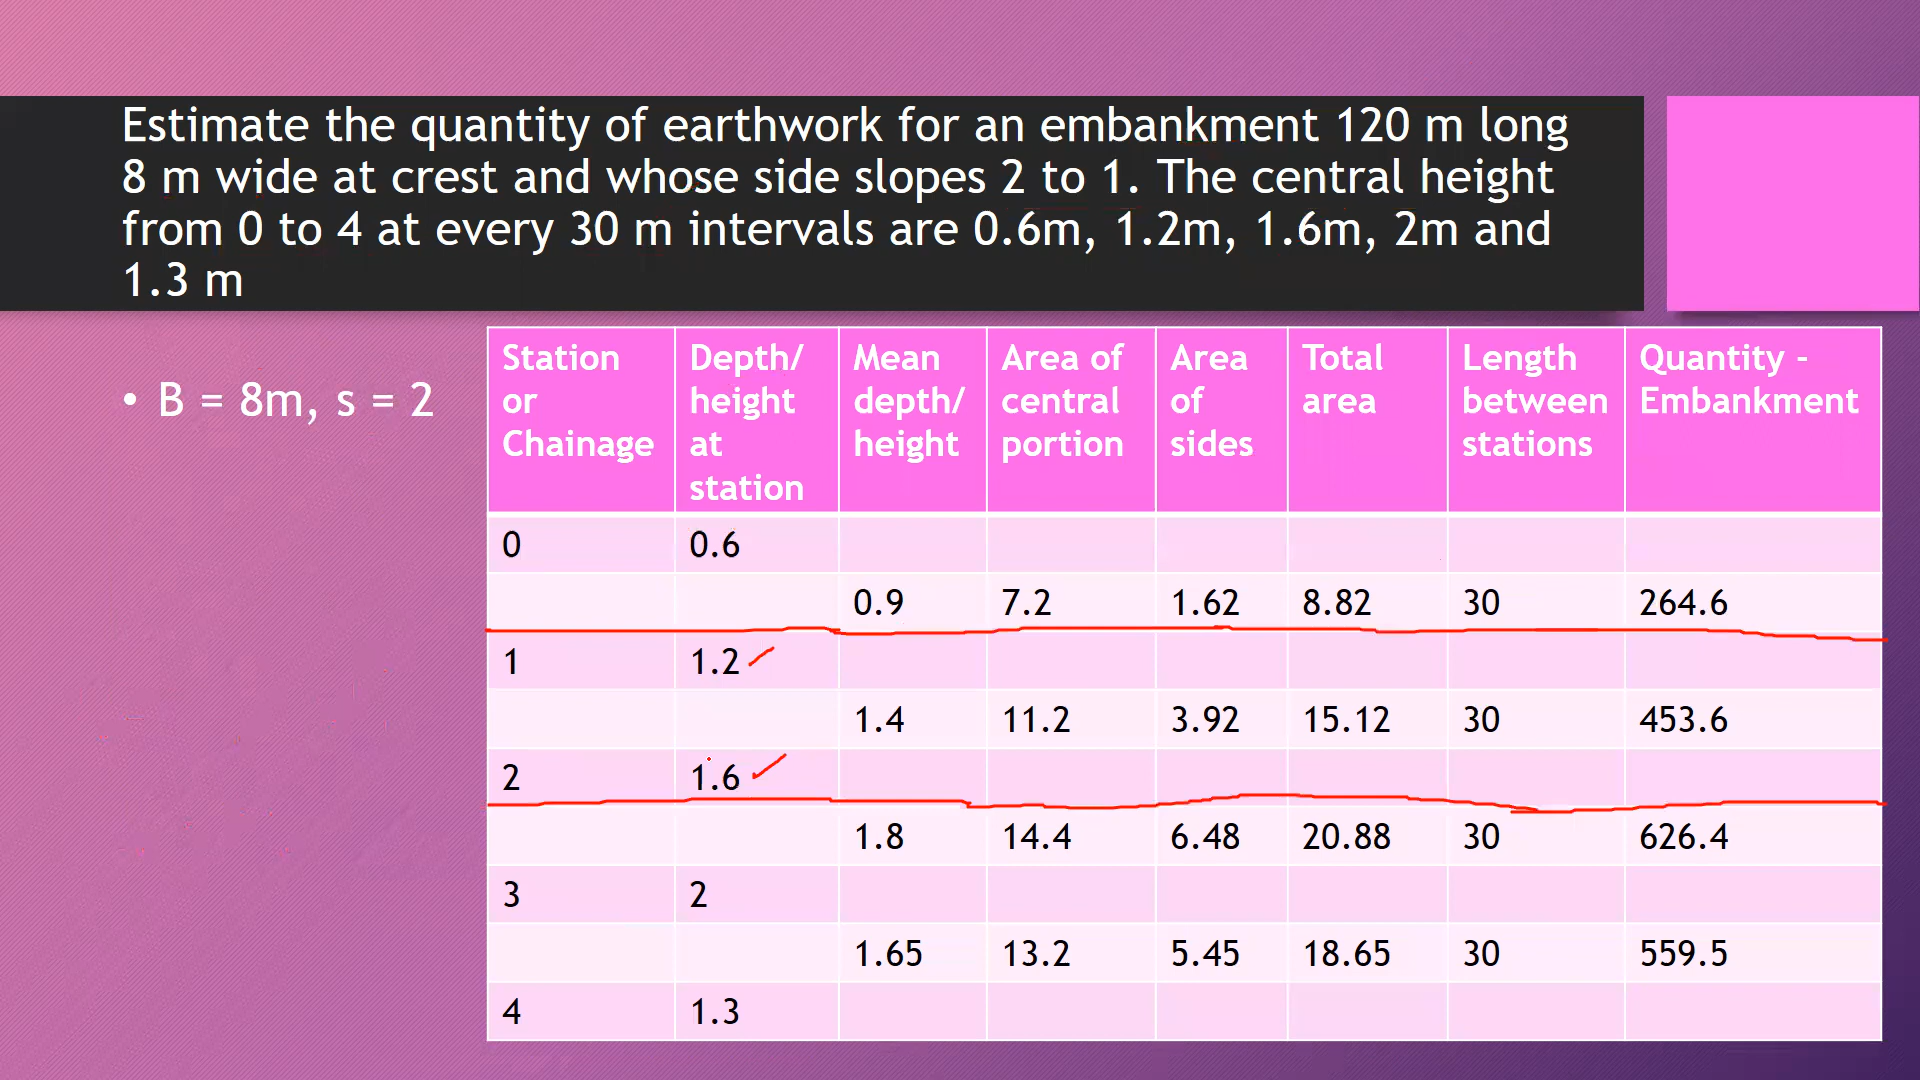 Estimate the quantity of earthwork for an embankment 120 m long
8 m wide at crest and whose side slopes 2 to 1. The central height
from 0 to 4 at every 30 m intervals are 0.6m, 1.2m, 1.6m, 2m and
1.3 m
• B = 8m, s = 2
Station or Chainage Depth/ height at station Mean depth/ height Area of central portion Area of sides Total area Length between stations Quantity - Embankment
0 0.6
0.9 7.2 1.62 8.82 30 264.6
1 1.2
1.4 11.2 3.92 15.12 30 453.6
2 1.6
1.8 14.4 6.48 20.88 30 626.4
3 2
1.65 13.2 5.45 18.65 30 559.5
4 1.3